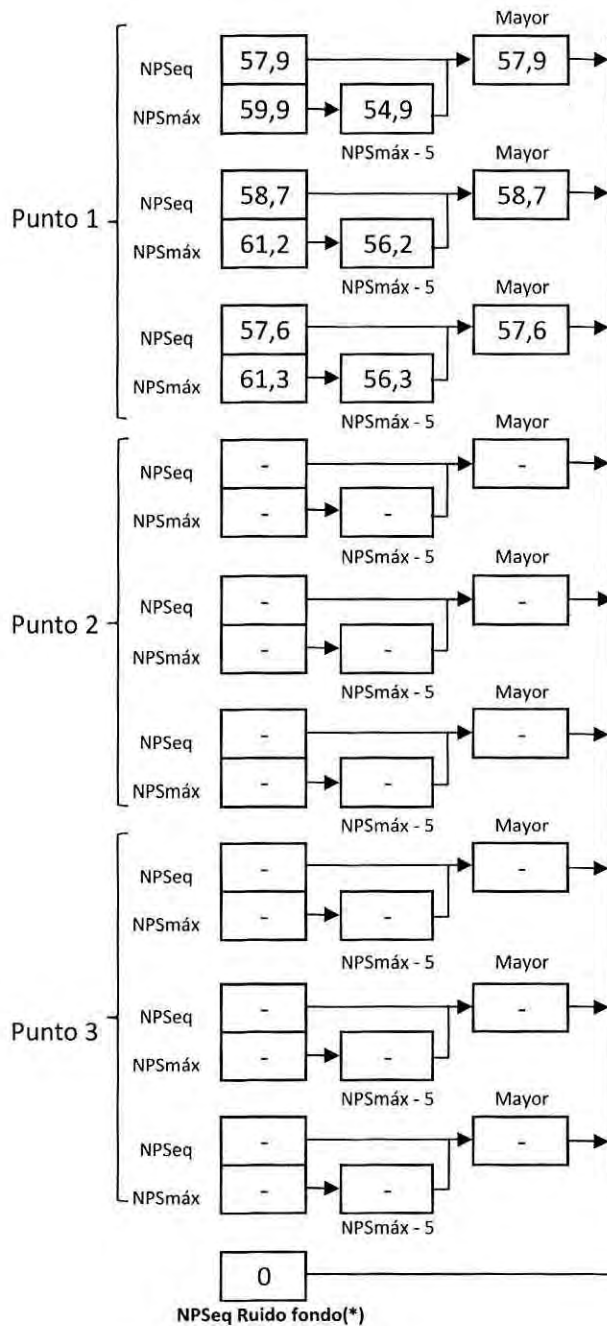 Mayor
NPSeq 57,9 57,9
NPSmáx 59,9 54,9
NPSmáx - 5
Mayor
Punto 1
NPSeq 58,7 58,7
NPSmáx 61,2 56,2
NPSmáx - 5
Mayor
NPSeq 57,6 57,6
NPSmáx 61,3 56,3
NPSmáx - 5
Mayor
NPSeq - -
NPSmáx - -
NPSmáx - 5
Mayor
Punto 2
NPSeq - -
NPSmáx - -
NPSmáx - 5
Mayor
NPSeq - -
NPSmáx - -
NPSmáx - 5
Mayor
NPSeq - -
NPSmáx - -
NPSmáx - 5
Mayor
Punto 3
NPSeq - -
NPSmáx - -
NPSmáx - 5
Mayor
NPSeq - -
NPSmáx - -
NPSmáx - 5
0
NPSeq Ruido fondo(*)